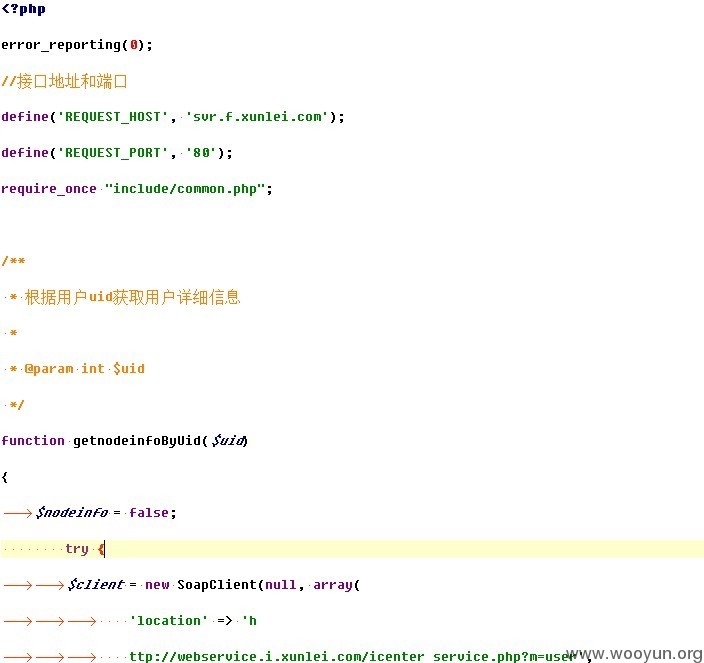 <?php
error_reporting(0);
//接口地址和端口
define('REQUEST_HOST', 'svr.f.xunlei.com');
define('REQUEST_PORT', '80');
require_once "include/common.php";
/**
* 根据用户uid获取用户详细信息
*
* @param int $uid
*/
function getnodeinfoByUid($uid)
{
$nodeinfo = false;
try {
$client = new SoapClient(null, array(
'location' => 'h
ttp://webservice.i.xunlei.com/icenter_service.php?m=user',
www.wooyun.org